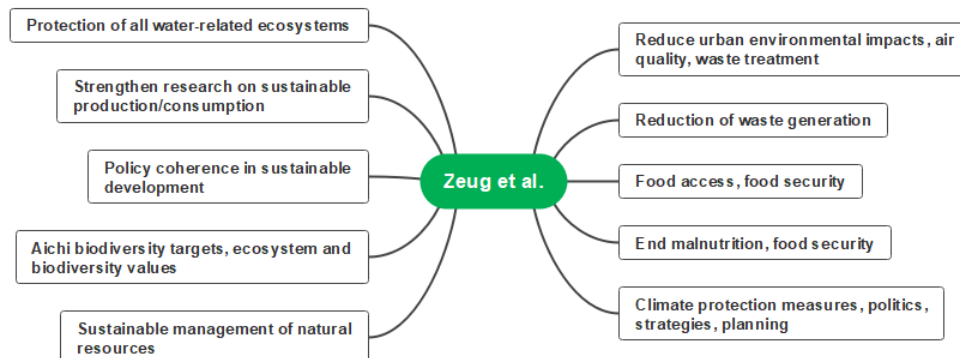 Protection of all water-related ecosystems
Strengthen research on sustainable
production/consumption
Policy coherence in sustainable
development
Aichi biodiversity targets, ecosystem and
biodiversity values
Sustainable management of natural
resources
Zeug et al.
Reduce urban environmental impacts, air
quality, waste treatment
Reduction of waste generation
Food access, food security
End malnutrition, food security
Climate protection measures, politics,
strategies, planning